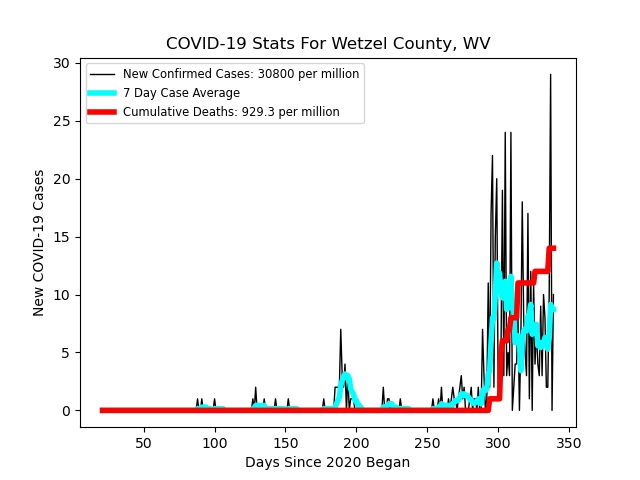 COVID-19 Stats For Wetzel County, WV
New Confirmed Cases: 30800 per million
7 Day Case Average
Cumulative Deaths: 929.3 per million
New COVID-19 Cases
30
25
20
15
10
5
0
50 100 150 200 250 300 350
Days Since 2020 Began